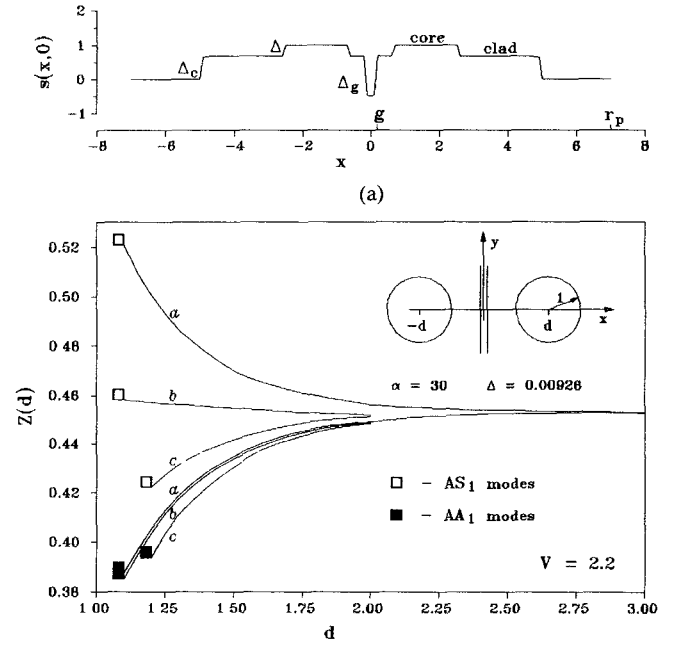 2
1
0
-1
s(x,0)
Δc
Δ
Δg
core
clad
g
rp
-8 -6 -4 -2 0 2 4 6 8
x
(a)
0.52
0.50
0.48
0.46
0.44
0.42
0.40
0.38
Z(d)
a
b
c
a
b
c
y
1
-d
d
x
α = 30 Δ = 0.00926
□ - AS1 modes
■ - AA1 modes
V = 2.2
1 00 1 25 1 50 1 75 2.00 2.25 2.50 2.75 3.00
d